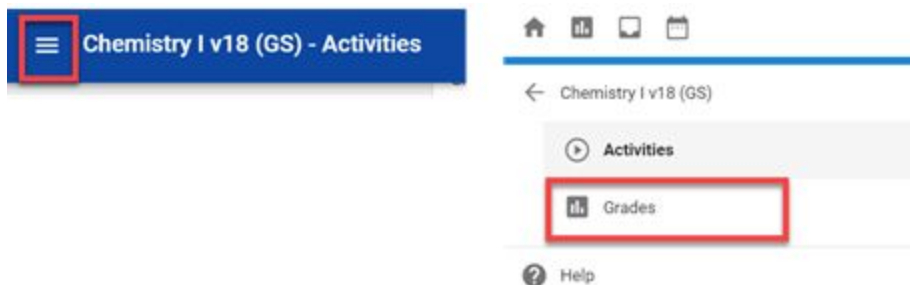 Chemistry I v18 (GS) - Activities
Chemistry I v18 (GS)
Activities
Grades
Help